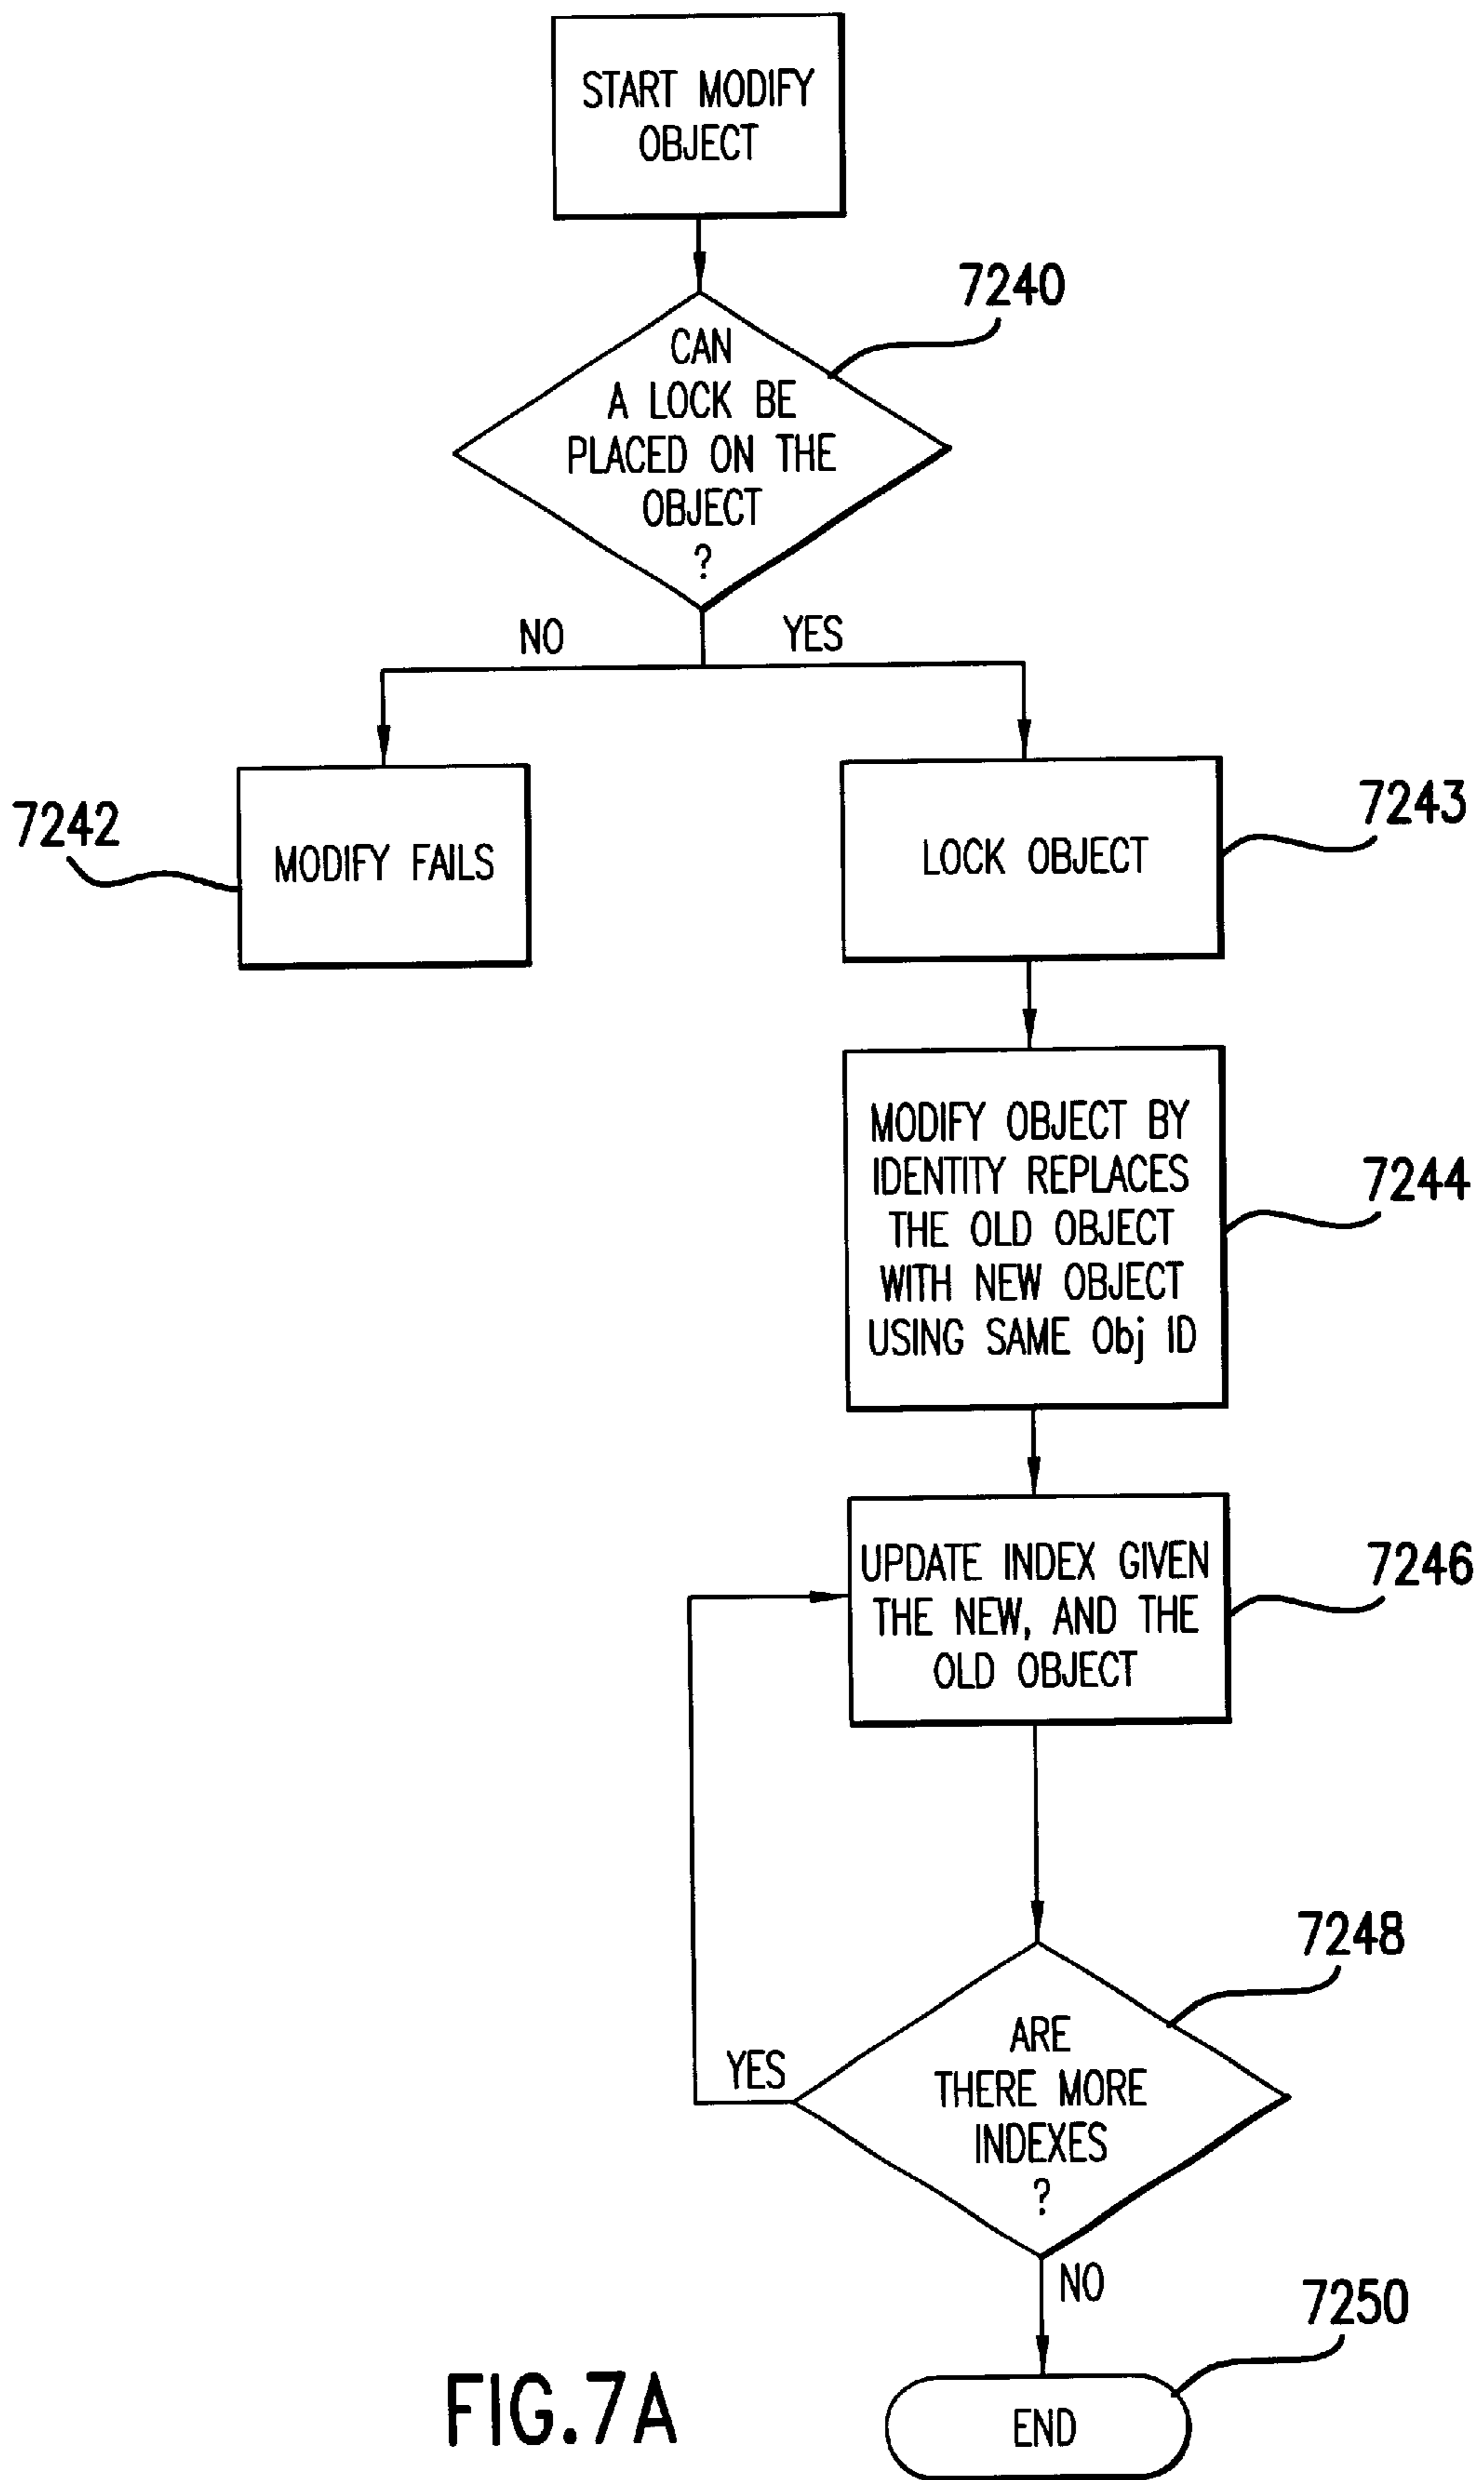 START MODIFY
OBJECT
7240
CAN
A LOCK BE
PLACED ON THE
OBJECT
?
NO
YES
7242
MODIFY FAILS
LOCK OBJECT
7243
MODIFY OBJECT BY
IDENTITY REPLACES
THE OLD OBJECT
WITH NEW OBJECT
USING SAME Obj ID
7244
UPDATE INDEX GIVEN
THE NEW, AND THE
OLD OBJECT
7246
7248
ARE
THERE MORE
INDEXES
?
YES
NO
7250
END
FIG.7A